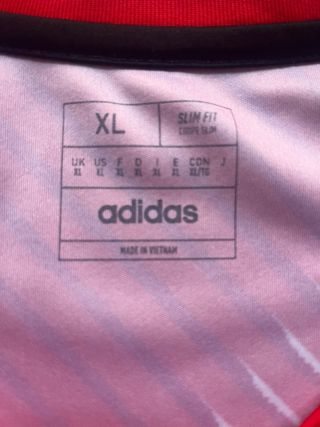 XL SLIM FIT
COUPE SLIM
UK US F D I E CDN J
XL XL XL XL XL XL XL/TG
adidas
MADE IN VIETNAM